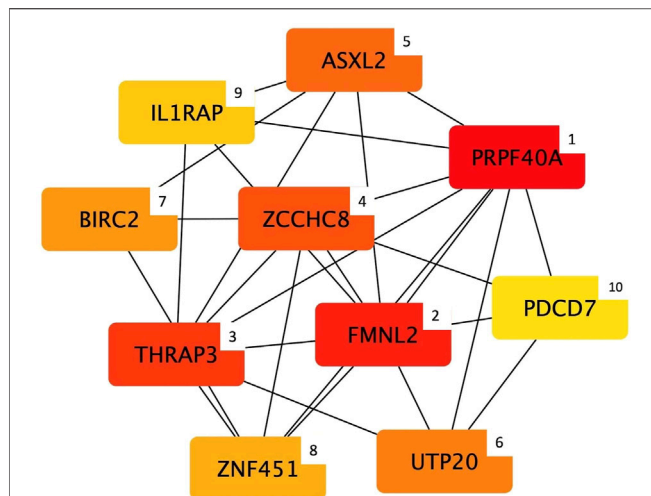 ASXL2 5
IL1RAP 9
PRPF40A 1
BIRC2 7
ZCCHC8 4
PDCD7 10
THRAP3 3
FMNL2 2
ZNF451 8
UTP20 6